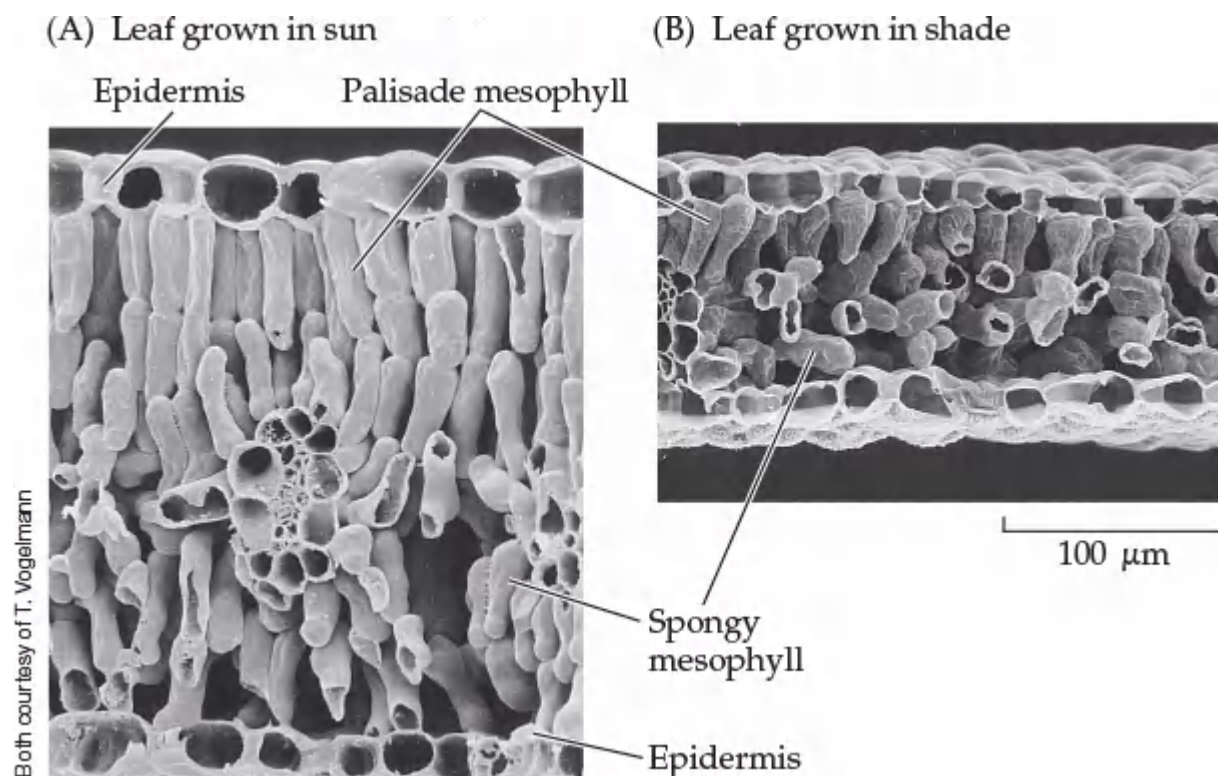 (A) Leaf grown in sun
(B) Leaf grown in shade
Epidermis
Palisade mesophyll
100 μm
Spongy
mesophyll
Epidermis
Both courtesy of T. Vogelmann